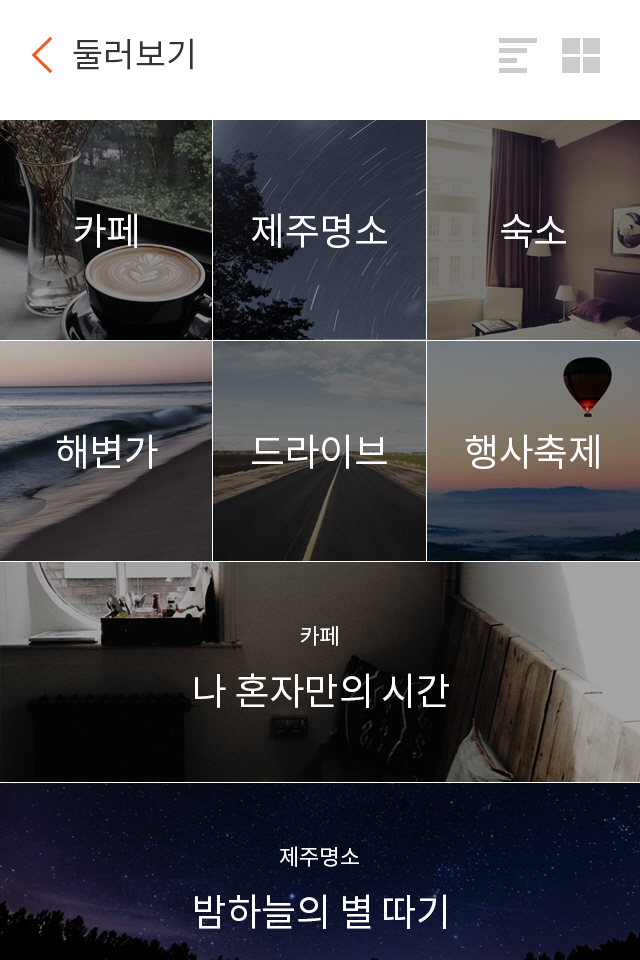 둘러보기
카페
제주명소
숙소
해변가
드라이브
행사축제
카페
나 혼자만의 시간
제주명소
밤하늘의 별 따기